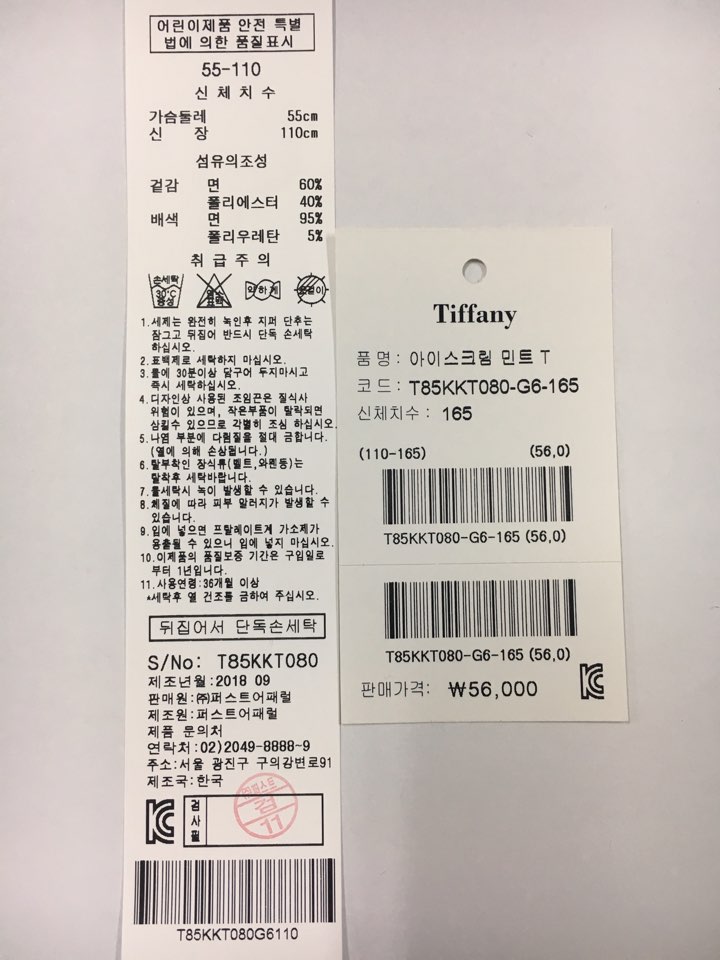 어린이제품 안전 특별
법에 의한 품질표시
55-110
신체치수
가슴둘레 55cm
신 장 110cm
섬유의조성
겉감 면 60%
폴리에스터 40%
배색 면 95%
폴리우레탄 5%
취급주의
손세탁
30℃
중성
약하게
1.세제는 완전히 녹인후 지퍼 단추는
잠그고 뒤집어 반드시 단독 손세탁
하십시오.
2.표백제로 세탁하지 마십시오.
3.물에 30분이상 담구어 두지마시고
즉시 세탁하십시오.
4.디자인상 사용된 조임끈은 질식사
위험이 있으며, 작은부품이 탈락되면
삼킬수 있으므로 각별히 조심 하십시오.
5.나염 부분에 다림질을 절대 금합니다.
(열에 의해 손상됩니다.)
6.탈부착인 장식류(벨트,와펜등)는
탈착후 세탁바랍니다.
7.물세탁시 녹이 발생할 수 있습니다.
8.체질에 따라 피부 알러지가 발생할 수
있습니다.
9.입에 넣으면 프탈레이트계 가소제가
용출될 수 있으니 입에 넣지 마십시오.
10.이제품의 품질보증 기간은 구입일로
부터 1년입니다.
11.사용연령:36개월 이상
*세탁후 열 건조를 금하여 주십시오.
뒤집어서 단독손세탁
S/No: T85KKT080
제조년월:2018 09
판매원:㈜퍼스트어패럴
제조원:퍼스트어패럴
제품 문의처
연락처:02)2049-8888~9
주소:서울 광진구 구의강변로91
제조국:한국
검사필
㈜퍼스트
검
11
T85KKT080G6110
Tiffany
품 명: 아이스크림 민트 T
코 드: T85KKT080-G6-165
신체치수: 165
(110-165) (56,0)
T85KKT080-G6-165 (56,0)
T85KKT080-G6-165 (56,0)
판매가격: ₩56,000